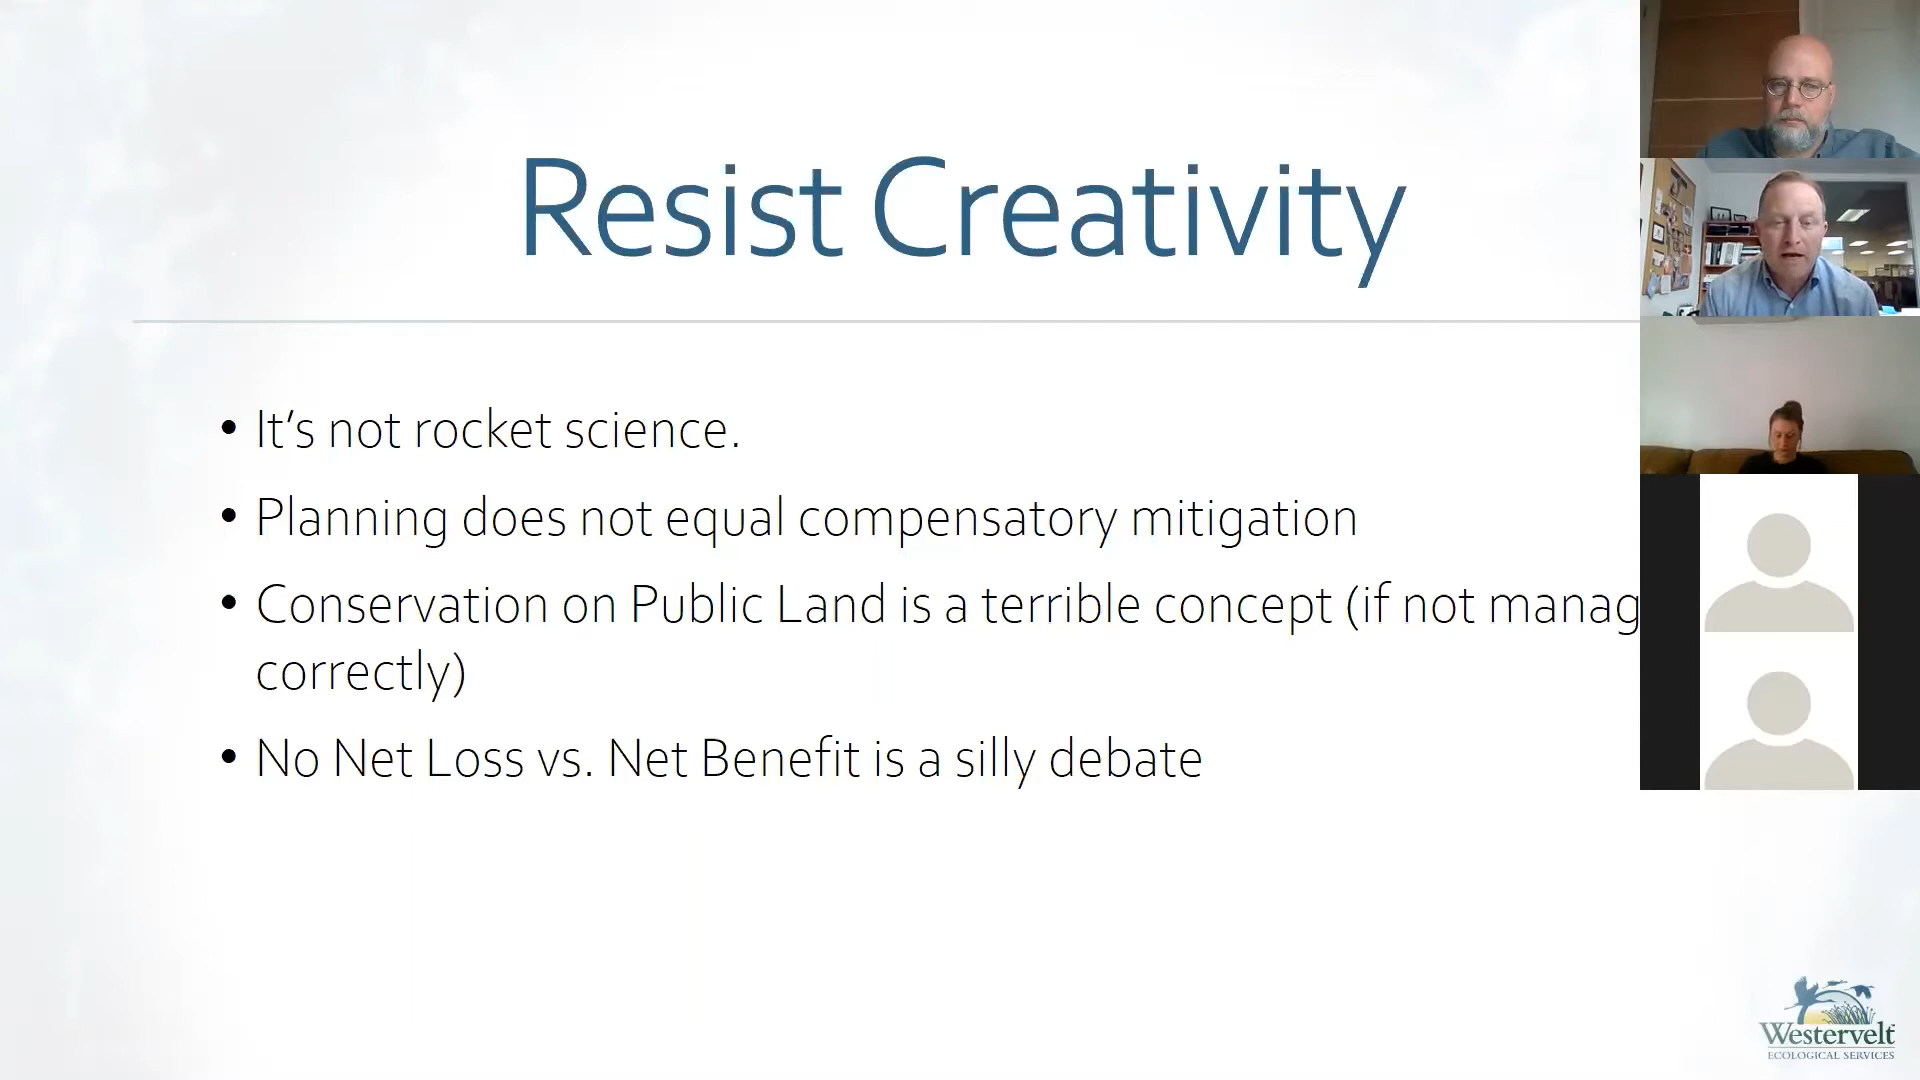 Resist Creativity
• It's not rocket science.
• Planning does not equal compensatory mitigation
• Conservation on Public Land is a terrible concept (if not manag
correctly)
• No Net Loss vs. Net Benefit is a silly debate
Westervelt
ECOLOGICAL SERVICES